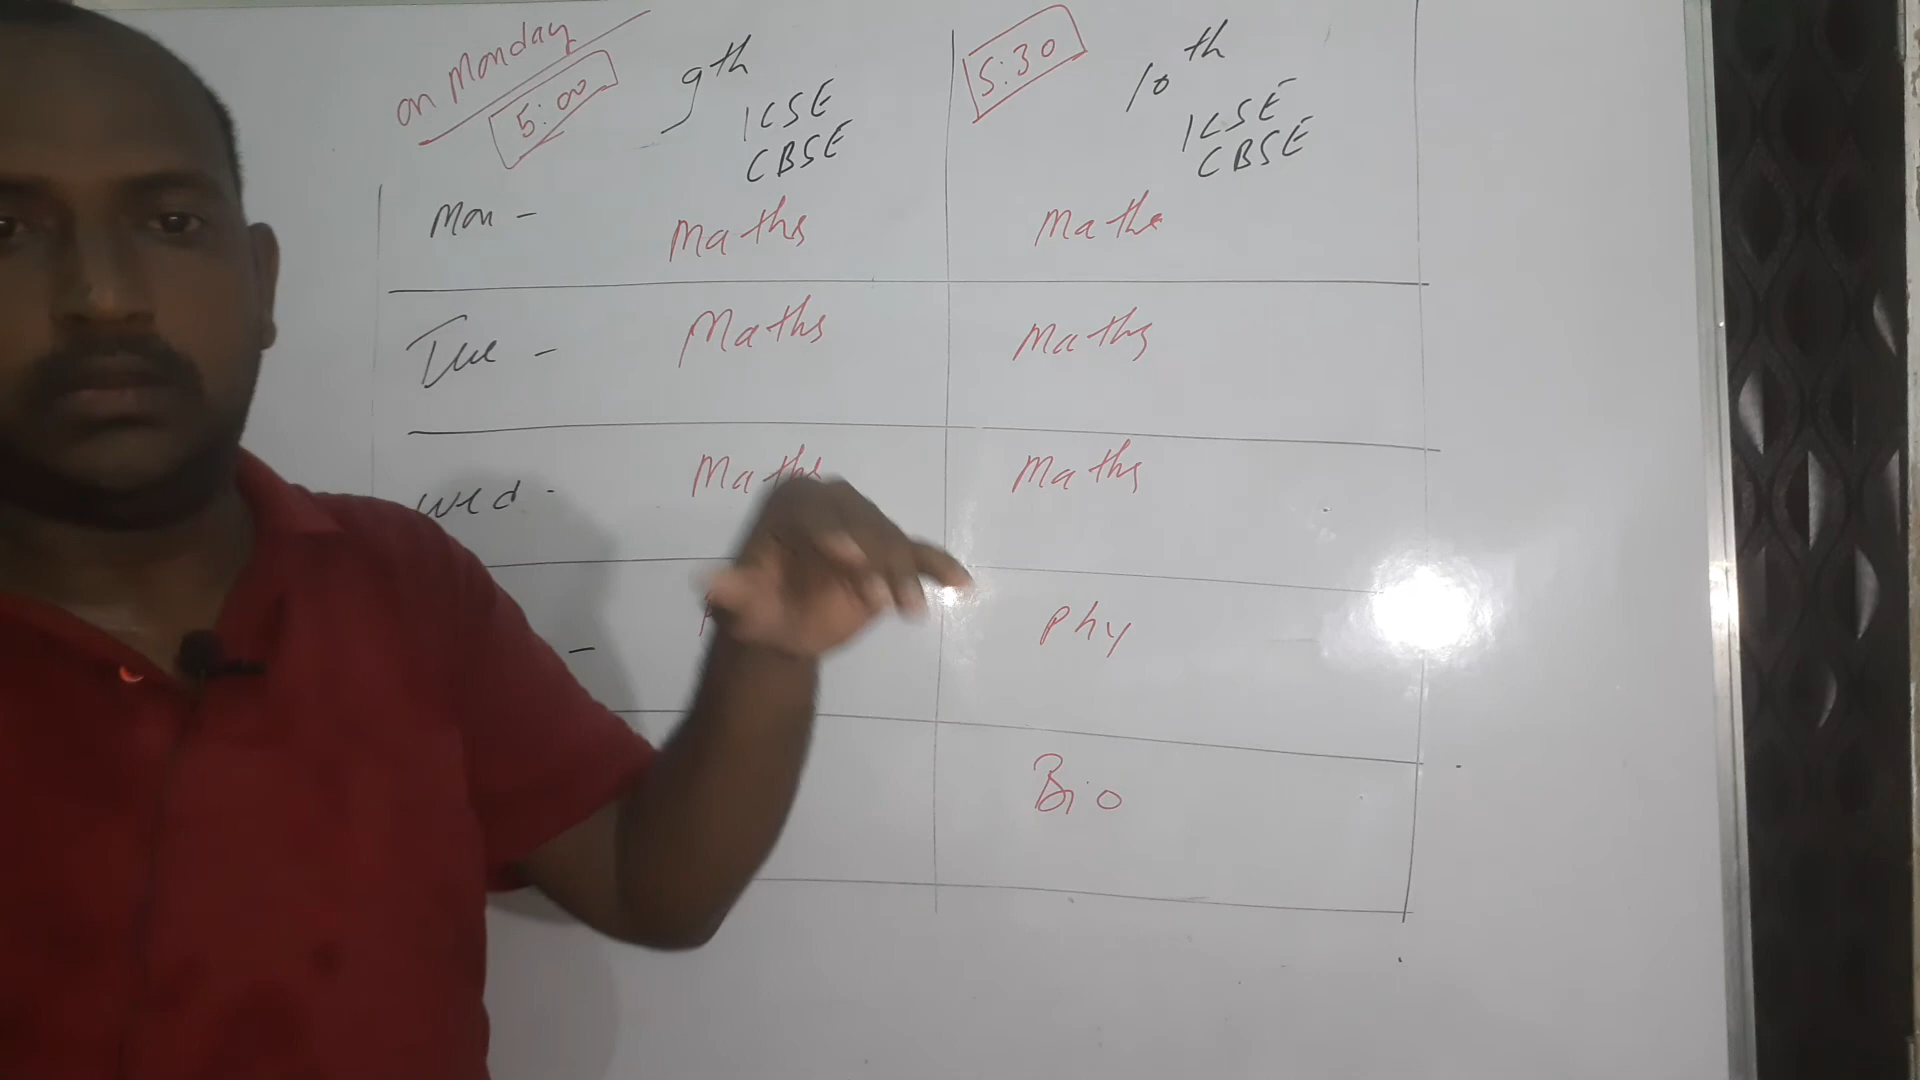 on Monday
5:00
9th
ICSE
CBSE
5:30
10th
ICSE
CBSE
Mon - Maths Maths
Tue - Maths Maths
Wed - Maths Maths
- Phy
Bio